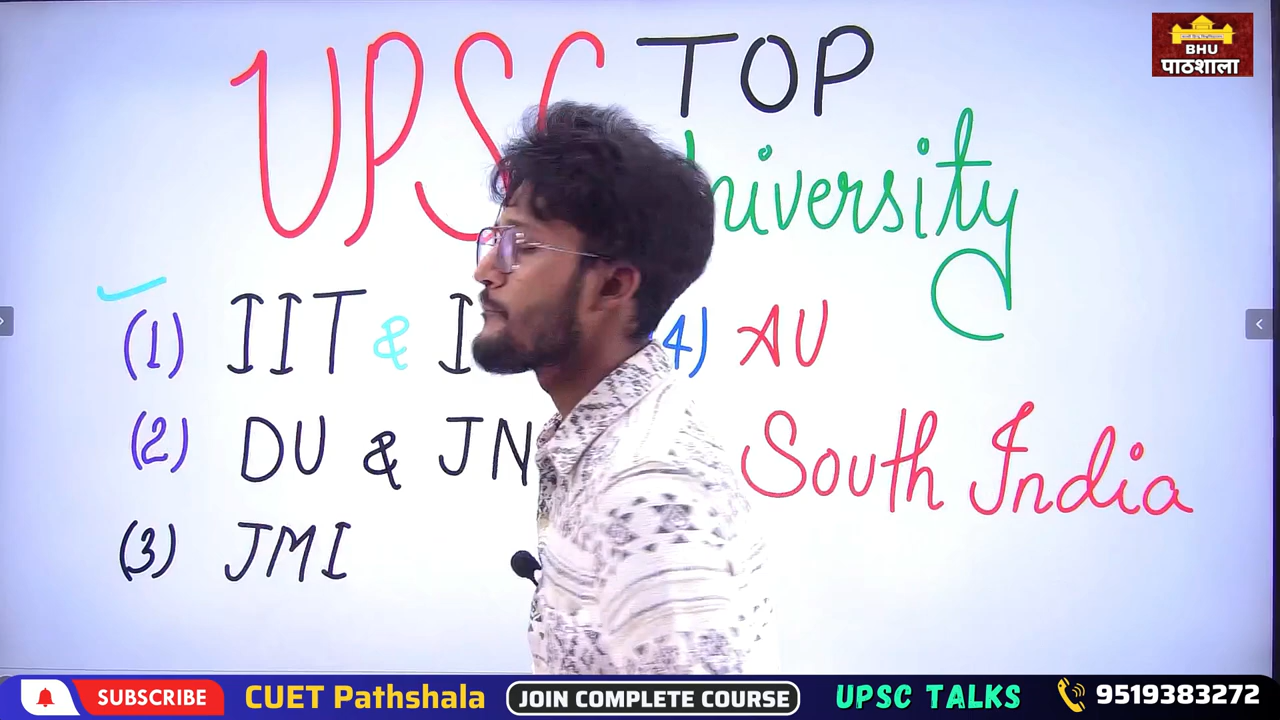 UPSC TOP
University
BHU
पाठशाला
(1) IIT &
(2) DU & JN
(3) JMI
4) AU
South India
SUBSCRIBE
CUET Pathshala
JOIN COMPLETE COURSE
UPSC TALKS
9519383272